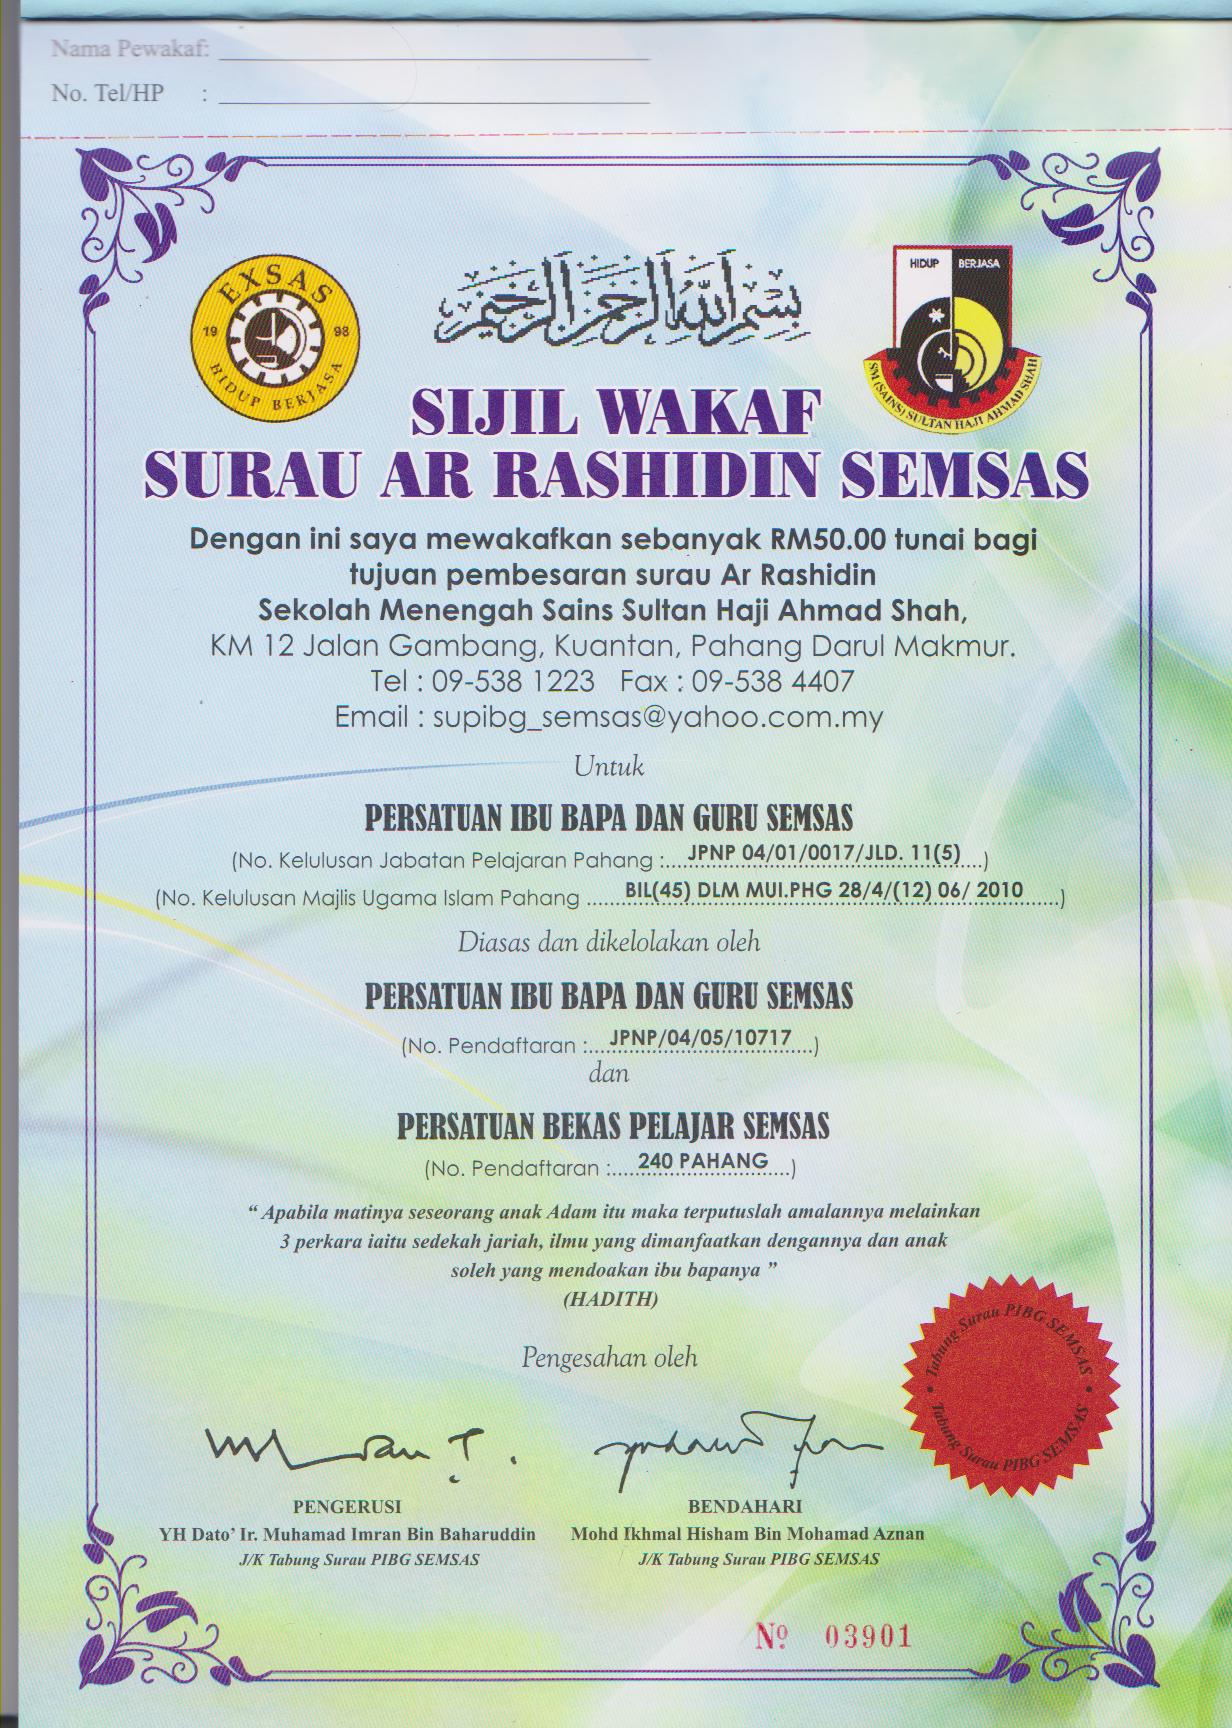 Nama Pewakaf:
No. Tel/HP :
EXSAS
19 98
HIDUP BERJASA
بسم الله الرحمن الرحيم
HIDUP BERJASA
SM (SAINS) SULTAN HAJI AHMAD SHAH
SIJIL WAKAF
SURAU AR RASHIDIN SEMSAS
Dengan ini saya mewakafkan sebanyak RM50.00 tunai bagi
tujuan pembesaran surau Ar Rashidin
Sekolah Menengah Sains Sultan Haji Ahmad Shah,
KM 12 Jalan Gambang, Kuantan, Pahang Darul Makmur.
Tel : 09-538 1223 Fax : 09-538 4407
Email : supibg_semsas@yahoo.com.my
Untuk
PERSATUAN IBU BAPA DAN GURU SEMSAS
(No. Kelulusan Jabatan Pelajaran Pahang :....JPNP 04/01/0017/JLD. 11(5)....)
(No. Kelulusan Majlis Ugama Islam Pahang ......BIL(45) DLM MUI.PHG 28/4/(12) 06/ 2010......)
Diasas dan dikelolakan oleh
PERSATUAN IBU BAPA DAN GURU SEMSAS
(No. Pendaftaran :....JPNP/04/05/10717....)
dan
PERSATUAN BEKAS PELAJAR SEMSAS
(No. Pendaftaran :.....240 PAHANG....)
“ Apabila matinya seseorang anak Adam itu maka terputuslah amalannya melainkan
3 perkara iaitu sedekah jariah, ilmu yang dimanfaatkan dengannya dan anak
soleh yang mendoakan ibu bapanya ”
(HADITH)
Pengesahan oleh
Tabung Surau PIBG SEMSAS
Tabung Surau PIBG SEMSAS
PENGERUSI
YH Dato’ Ir. Muhamad Imran Bin Baharuddin
J/K Tabung Surau PIBG SEMSAS
BENDAHARI
Mohd Ikhmal Hisham Bin Mohamad Aznan
J/K Tabung Surau PIBG SEMSAS
Nº 03901